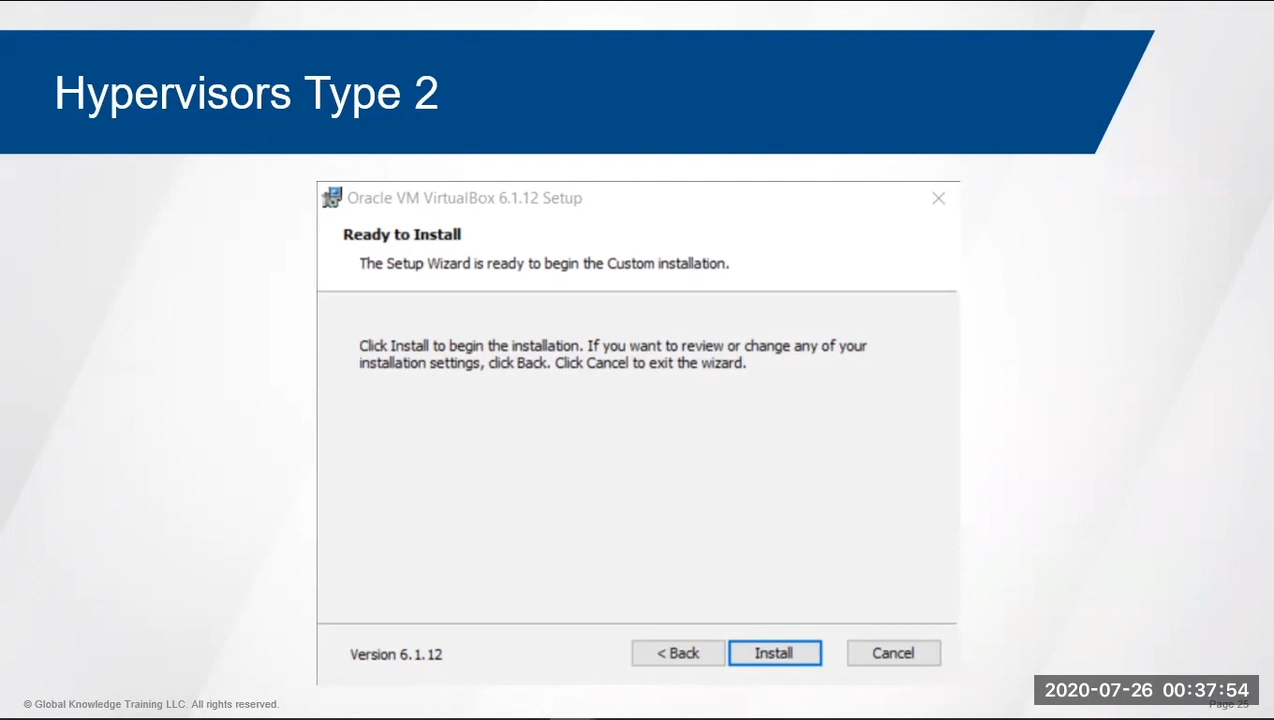 Hypervisors Type 2
Oracle VM VirtualBox 6.1.12 Setup
Ready to Install
The Setup Wizard is ready to begin the Custom installation.
Click Install to begin the installation. If you want to review or change any of your
installation settings, click Back. Click Cancel to exit the wizard.
Version 6.1.12
< Back
Install
Cancel
2020-07-26 00:37:54
© Global Knowledge Training LLC. All rights reserved.
Page 25